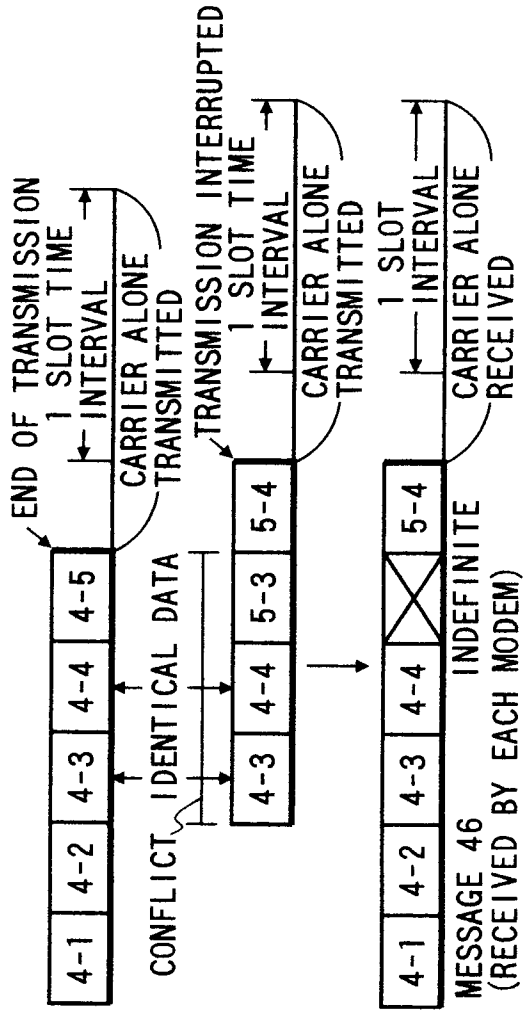 END OF TRANSMISSION
1 SLOT TIME
INTERVAL
4-1 4-2 4-3 4-4 4-5
CARRIER ALONE
TRANSMITTED
CONFLICT IDENTICAL DATA
TRANSMISSION INTERRUPTED
1 SLOT TIME
INTERVAL
4-3 4-4 5-3 5-4
CARRIER ALONE
TRANSMITTED
1 SLOT
INTERVAL
4-1 4-2 4-3 4-4 5-4
MESSAGE 46
(RECEIVED BY EACH MODEM)
INDEFINITE
CARRIER ALONE
RECEIVED